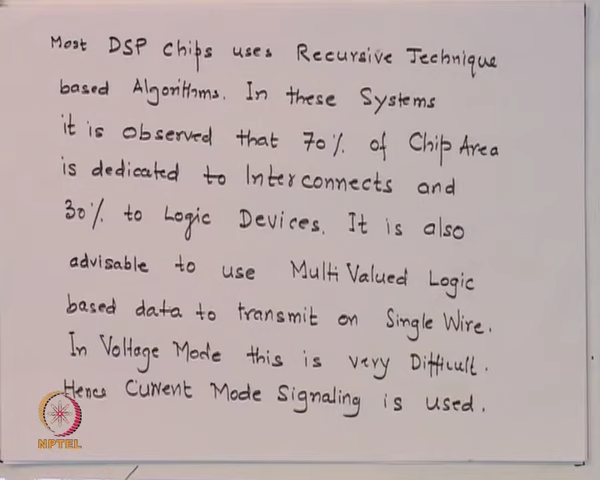 Most DSP Chips uses Recursive Technique
based Algorithms. In these Systems
it is observed that 70% of Chip Area
is dedicated to Interconnects and
30% to Logic Devices. It is also
advisable to use Multi Valued Logic
based data to transmit on Single Wire.
In Voltage Mode this is very Difficult.
Hence Current Mode Signaling is used.
NPTEL